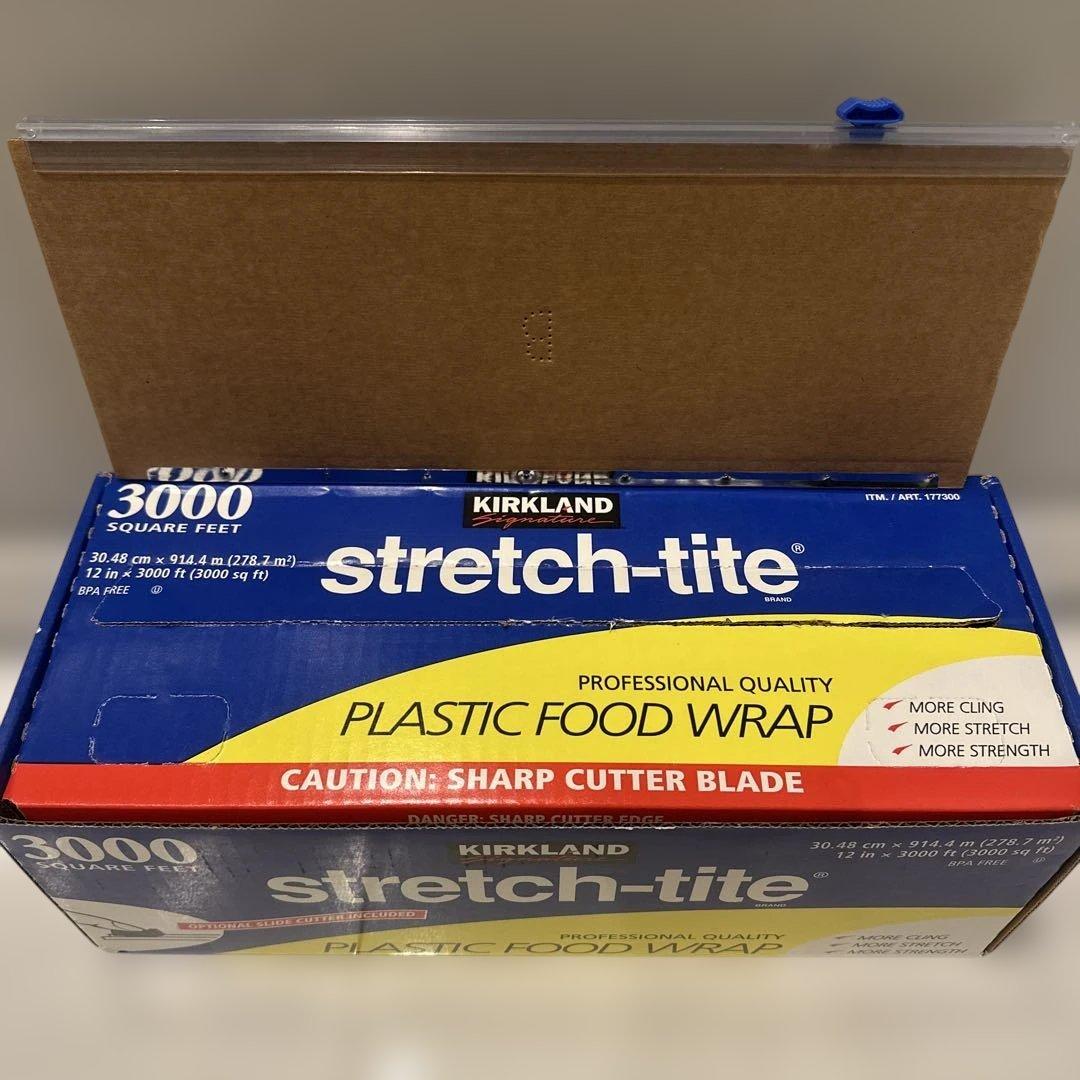 B
3000
SQUARE FEET
KIRKLAND
Signature
ITM. / ART. 177300
30.48 cm × 914.4 m (278.7 m²)
12 in × 3000 ft (3000 sq ft)
BPA FREE Ⓤ
stretch-tite®
BRAND
PROFESSIONAL QUALITY
PLASTIC FOOD WRAP
MORE CLING
MORE STRETCH
MORE STRENGTH
CAUTION: SHARP CUTTER BLADE
DANGER: SHARP CUTTER EDGE
3000
SQUARE FEET
KIRKLAND
Signature
30.48 cm × 914.4 m (278.7 m²)
12 in × 3000 ft (3000 sq ft)
BPA FREE Ⓤ
stretch-tite®
BRAND
OPTIONAL SLIDE CUTTER INCLUDED
PROFESSIONAL QUALITY
PLASTIC FOOD WRAP
MORE CLING
MORE STRETCH
MORE STRENGTH